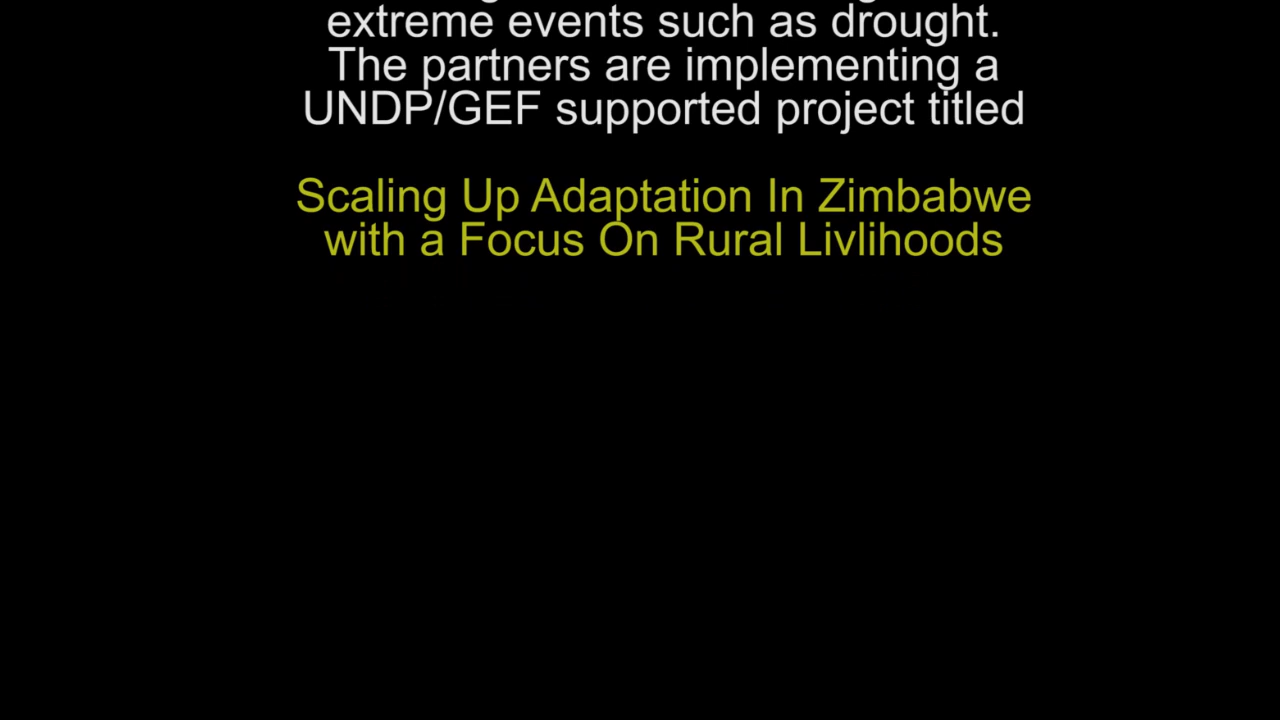 extreme events such as drought.
The partners are implementing a
UNDP/GEF supported project titled
Scaling Up Adaptation In Zimbabwe
with a Focus On Rural Livlihoods